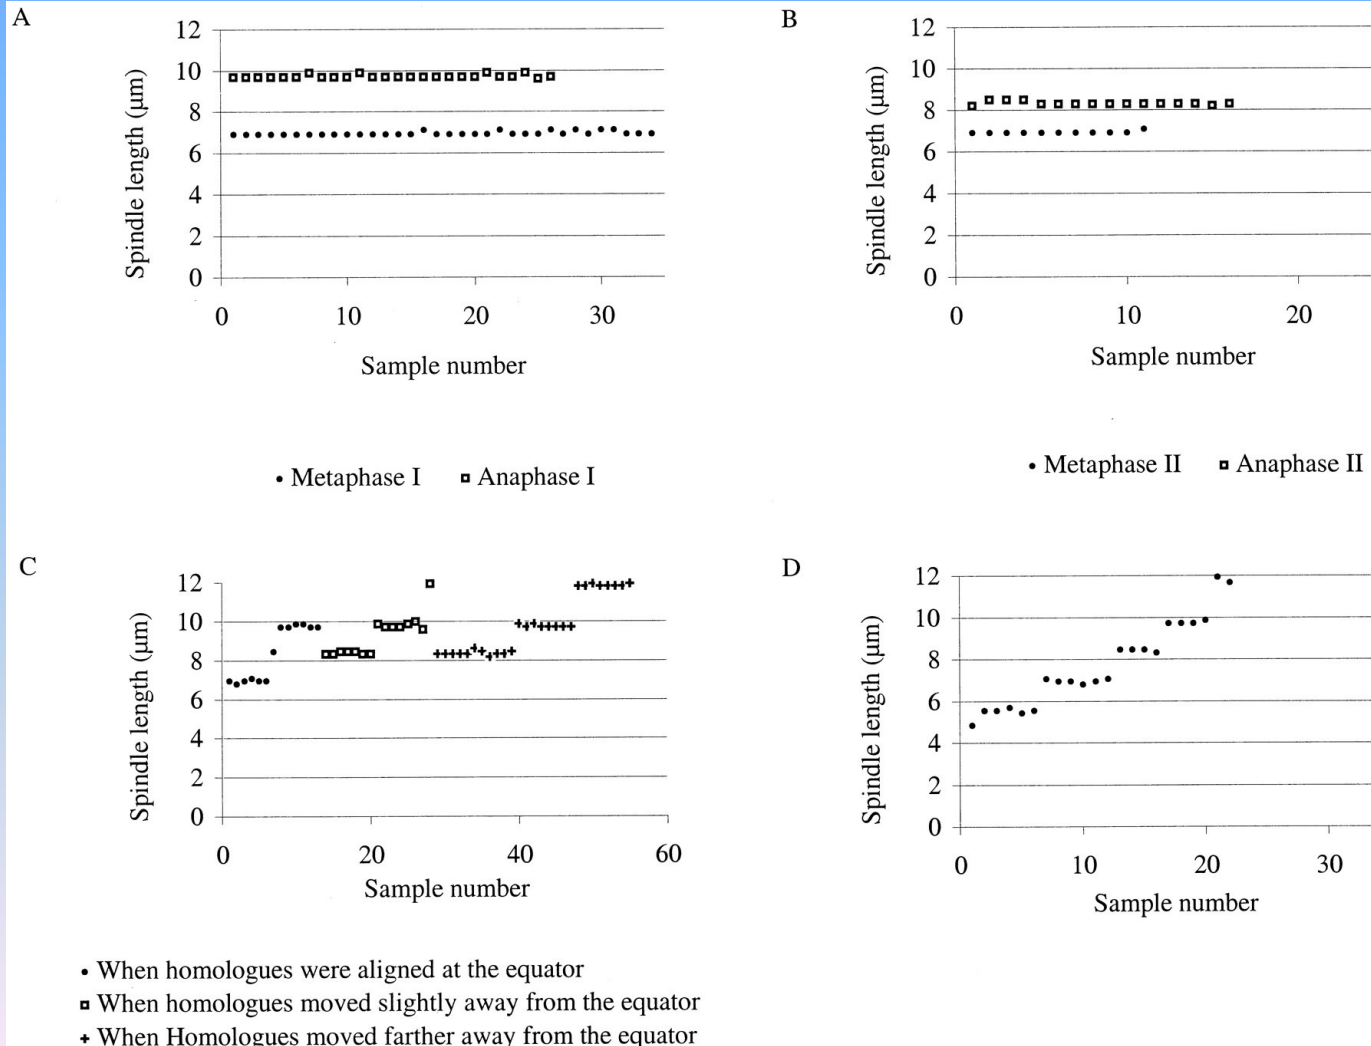 A
12
10
8
6
4
2
0
Spindle length (µm)
0 10 20 30
Sample number
• Metaphase I ◘ Anaphase I
B
12
10
8
6
4
2
0
Spindle length (µm)
0 10 20
Sample number
• Metaphase II ◘ Anaphase II
C
12
10
8
6
4
2
0
Spindle length (µm)
0 20 40 60
Sample number
• When homologues were aligned at the equator
◘ When homologues moved slightly away from the equator
+ When Homologues moved farther away from the equator
D
12
10
8
6
4
2
0
Spindle length (µm)
0 10 20 30
Sample number